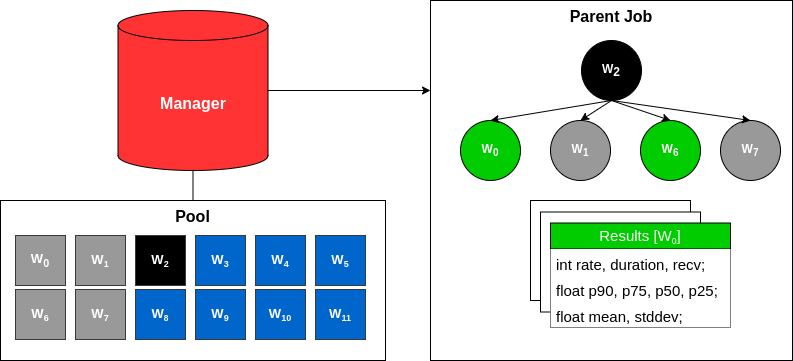 Manager
Pool
W0 W1 W2 W3 W4 W5
W6 W7 W8 W9 W10 W11
Parent Job
W2
W0 W1 W6 W7
Results [W0]
int rate, duration, recv;
float p90, p75, p50, p25;
float mean, stddev;